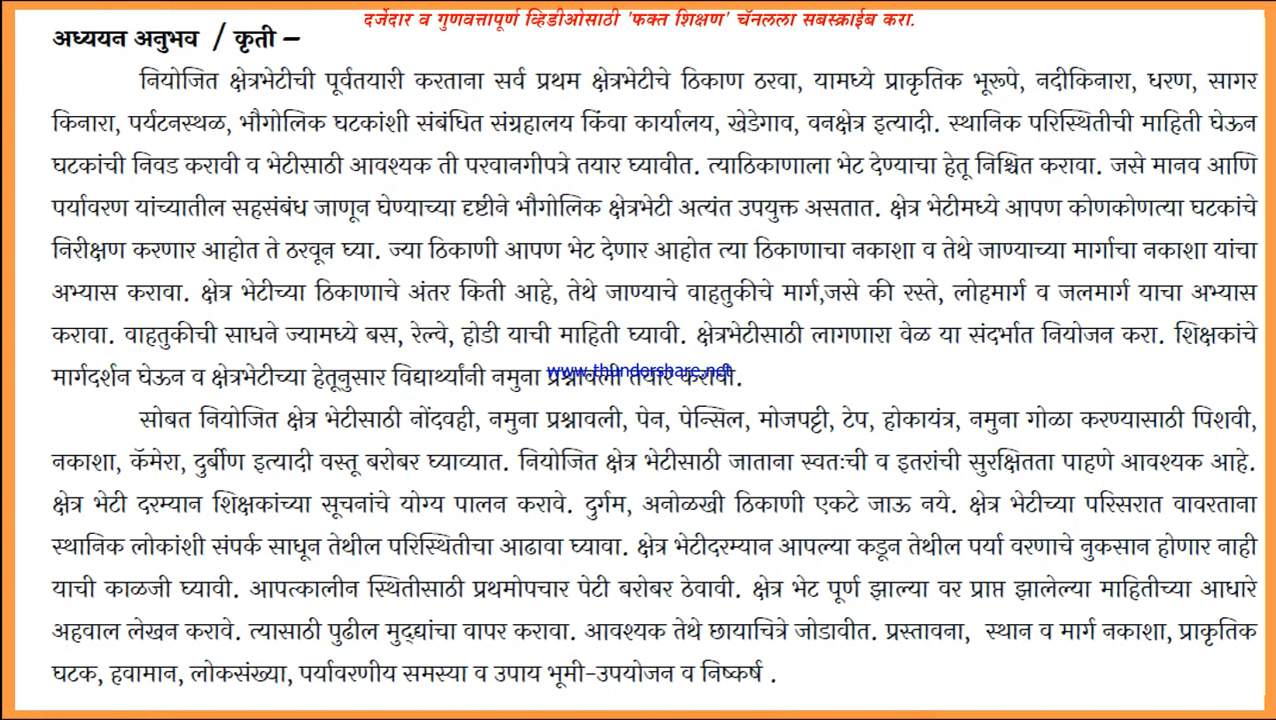 दर्जेदार व गुणवत्तापूर्ण व्हिडीओसाठी 'फक्त शिक्षण' चॅनलला सबस्क्राईब करा.
अध्ययन अनुभव / कृती –
नियोजित क्षेत्रभेटीची पूर्वतयारी करताना सर्व प्रथम क्षेत्रभेटीचे ठिकाण ठरवा, यामध्ये प्राकृतिक भूरूपे, नदीकिनारा, धरण, सागर
किनारा, पर्यटनस्थळ, भौगोलिक घटकांशी संबंधित संग्रहालय किंवा कार्यालय, खेडेगाव, वनक्षेत्र इत्यादी. स्थानिक परिस्थितीची माहिती घेऊन
घटकांची निवड करावी व भेटीसाठी आवश्यक ती परवानगीपत्रे तयार घ्यावीत. त्याठिकाणाला भेट देण्याचा हेतू निश्चित करावा. जसे मानव आणि
पर्यावरण यांच्यातील सहसंबंध जाणून घेण्याच्या दृष्टीने भौगोलिक क्षेत्रभेटी अत्यंत उपयुक्त असतात. क्षेत्र भेटीमध्ये आपण कोणकोणत्या घटकांचे
निरीक्षण करणार आहोत ते ठरवून घ्या. ज्या ठिकाणी आपण भेट देणार आहोत त्या ठिकाणाचा नकाशा व तेथे जाण्याच्या मार्गाचा नकाशा यांचा
अभ्यास करावा. क्षेत्र भेटीच्या ठिकाणाचे अंतर किती आहे, तेथे जाण्याचे वाहतुकीचे मार्ग,जसे की रस्ते, लोहमार्ग व जलमार्ग याचा अभ्यास
करावा. वाहतुकीची साधने ज्यामध्ये बस, रेल्वे, होडी याची माहिती घ्यावी. क्षेत्रभेटीसाठी लागणारा वेळ या संदर्भात नियोजन करा. शिक्षकांचे
मार्गदर्शन घेऊन व क्षेत्रभेटीच्या हेतूनुसार विद्यार्थ्यांनी नमुना प्रश्नावली तयार करावी.
www.thundershare.net
सोबत नियोजित क्षेत्र भेटीसाठी नोंदवही, नमुना प्रश्नावली, पेन, पेन्सिल, मोजपट्टी, टेप, होकायंत्र, नमुना गोळा करण्यासाठी पिशवी,
नकाशा, कॅमेरा, दुर्बीण इत्यादी वस्तू बरोबर घ्याव्यात. नियोजित क्षेत्र भेटीसाठी जाताना स्वतःची व इतरांची सुरक्षितता पाहणे आवश्यक आहे.
क्षेत्र भेटी दरम्यान शिक्षकांच्या सूचनांचे योग्य पालन करावे. दुर्गम, अनोळखी ठिकाणी एकटे जाऊ नये. क्षेत्र भेटीच्या परिसरात वावरताना
स्थानिक लोकांशी संपर्क साधून तेथील परिस्थितीचा आढावा घ्यावा. क्षेत्र भेटीदरम्यान आपल्या कडून तेथील पर्या वरणाचे नुकसान होणार नाही
याची काळजी घ्यावी. आपत्कालीन स्थितीसाठी प्रथमोपचार पेटी बरोबर ठेवावी. क्षेत्र भेट पूर्ण झाल्या वर प्राप्त झालेल्या माहितीच्या आधारे
अहवाल लेखन करावे. त्यासाठी पुढील मुद्द्यांचा वापर करावा. आवश्यक तेथे छायाचित्रे जोडावीत. प्रस्तावना, स्थान व मार्ग नकाशा, प्राकृतिक
घटक, हवामान, लोकसंख्या, पर्यावरणीय समस्या व उपाय भूमी-उपयोजन व निष्कर्ष .